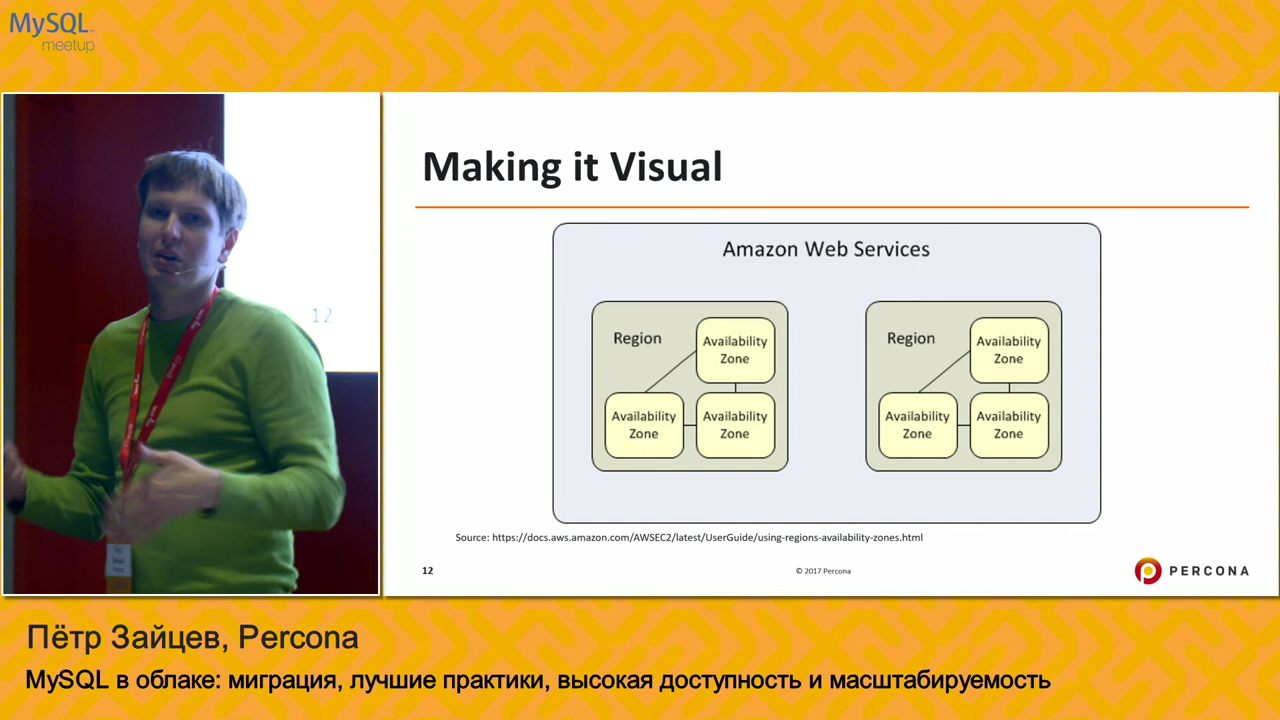 MySQL
meetup
Making it Visual
Amazon Web Services
Region
Availability
Zone
Availability
Zone
Availability
Zone
Region
Availability
Zone
Availability
Zone
Availability
Zone
Source: https://docs.aws.amazon.com/AWSEC2/latest/UserGuide/using-regions-availability-zones.html
12
© 2017 Percona
PERCONA
12
Пётр Зайцев, Percona
MySQL в облаке: миграция, лучшие практики, высокая доступность и масштабируемость